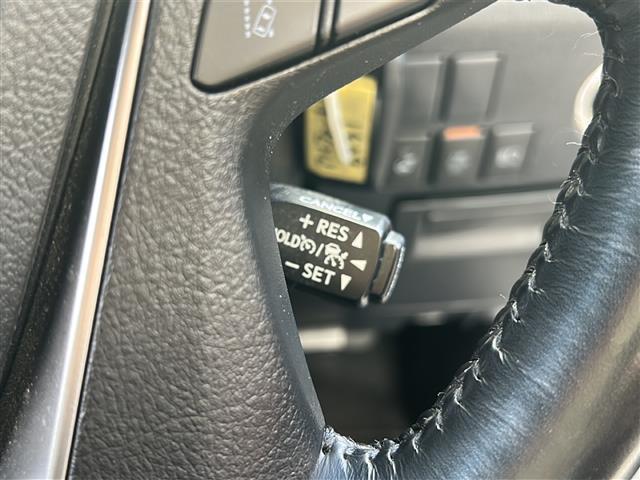 CANCEL
+ RES
HOLD /
– SET